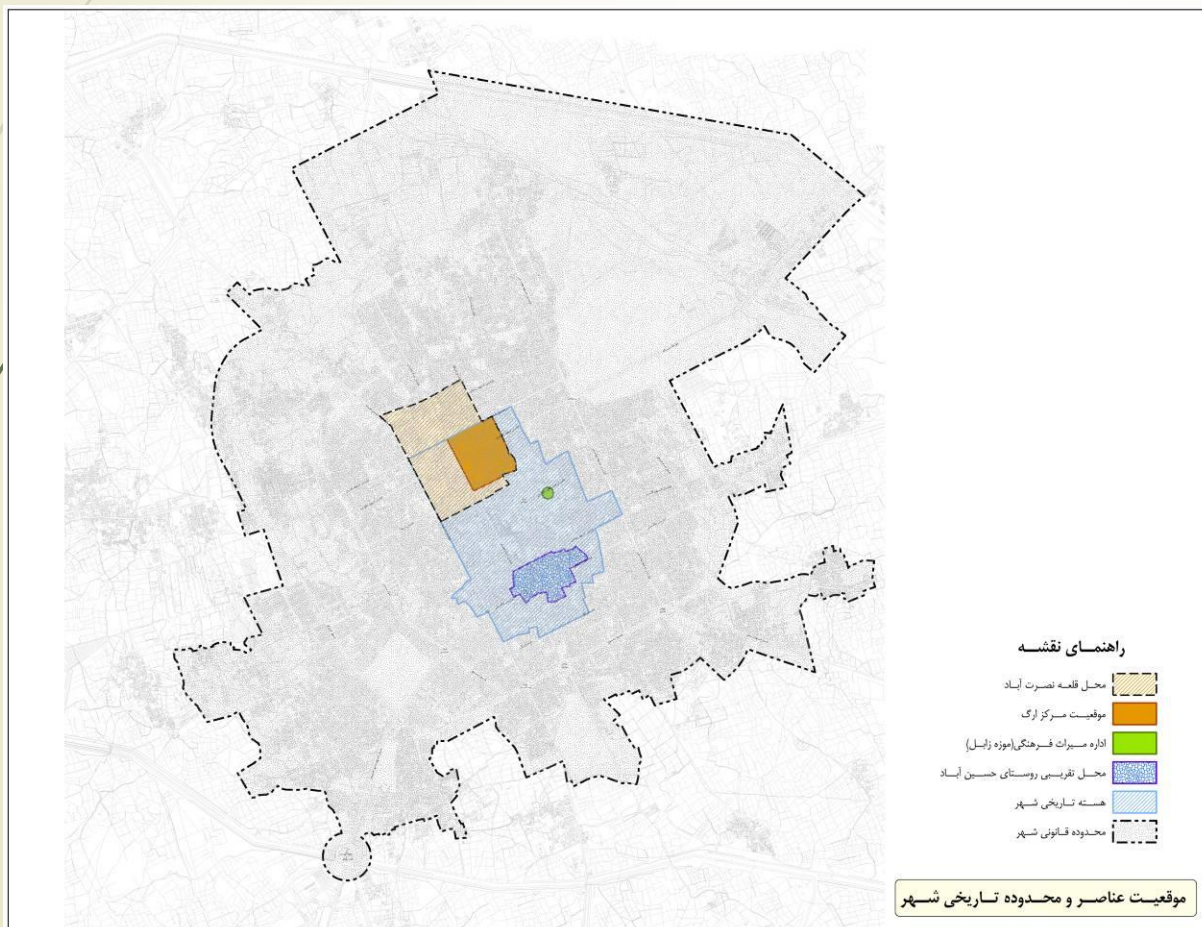 راهنمای نقشه
محل قلعه نصرت آباد
موقعیت مرکز ارگ
اداره میراث فرهنگی(موزه زابل)
محل تقریبی روستای حسین آباد
هسته تاریخی شهر
محدوده قانونی شهر
موقعیت عناصر و محدوده تاریخی شهر